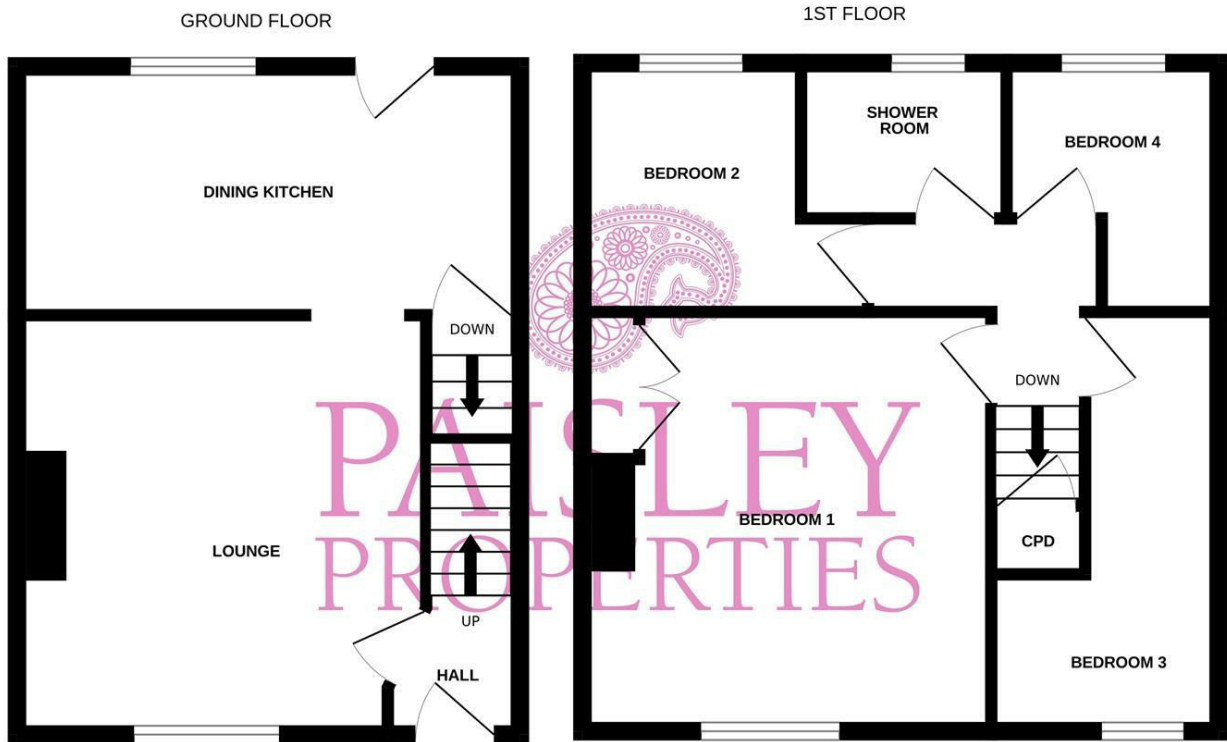 GROUND FLOOR
DINING KITCHEN
DOWN
LOUNGE
UP
HALL
1ST FLOOR
BEDROOM 2
SHOWER
ROOM
BEDROOM 4
DOWN
BEDROOM 1
CPD
BEDROOM 3
PAISLEY
PROPERTIES